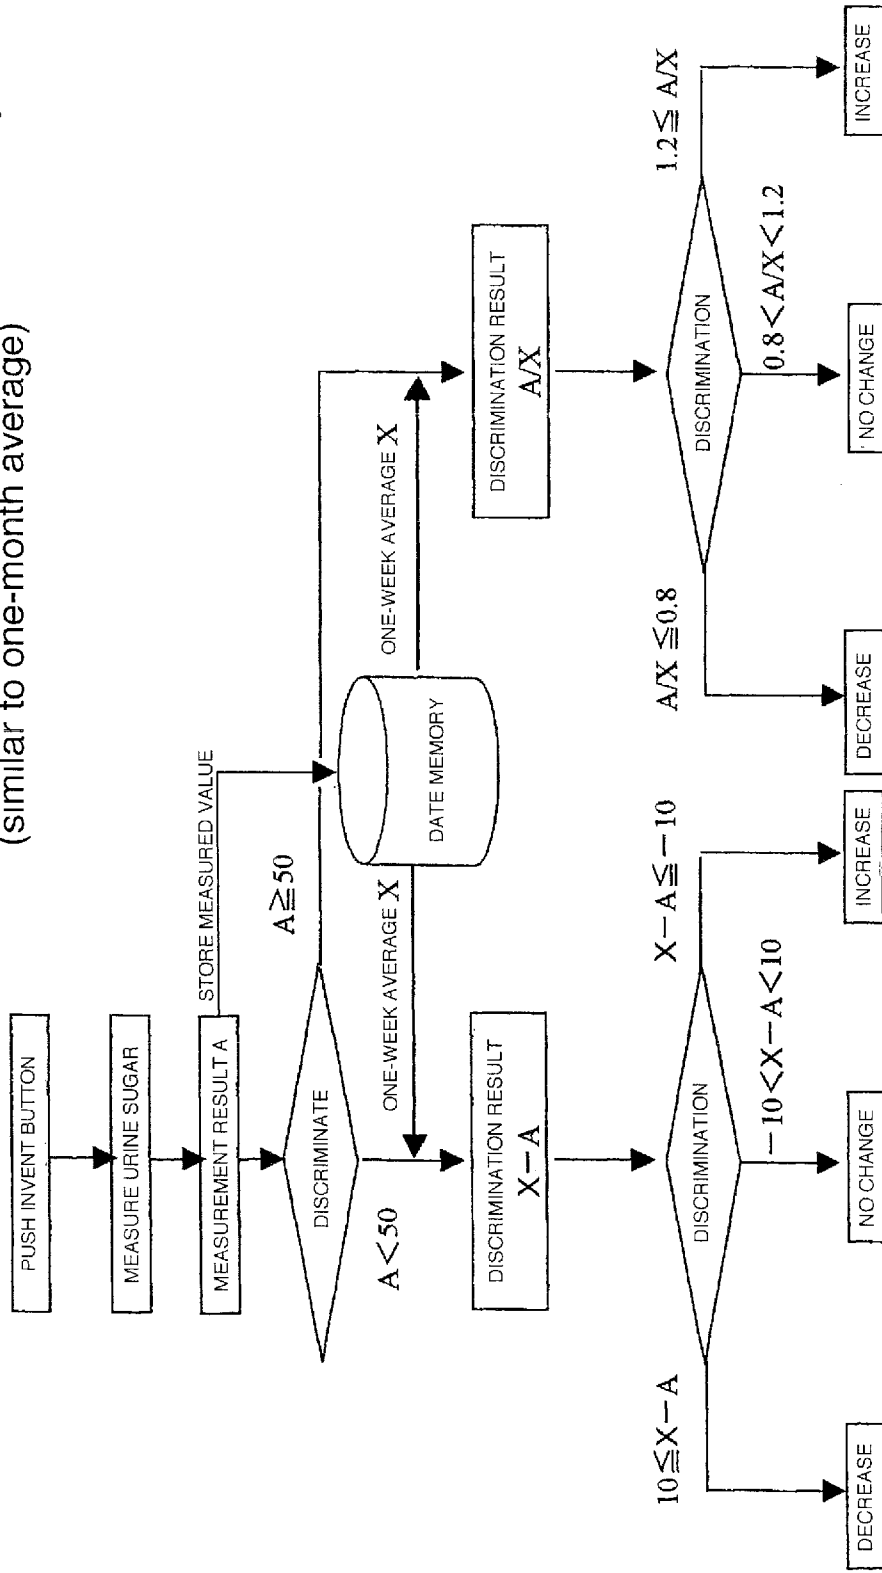 (similar to one-month average)
PUSH INVENT BUTTON
MEASURE URINE SUGAR
MEASUREMENT RESULT A
STORE MEASURED VALUE
DISCRIMINATE
A≧50
A<50
ONE-WEEK AVERAGE X
DATE MEMORY
ONE-WEEK AVERAGE X
DISCRIMINATION RESULT
X-A
DISCRIMINATION RESULT
A/X
DISCRIMINATION
10≦X-A
-10<X-A<10
X-A≦-10
DISCRIMINATION
A/X≦0.8
0.8<A/X<1.2
1.2≦A/X
DECREASE
NO CHANGE
INCREASE
DECREASE
NO CHANGE
INCREASE